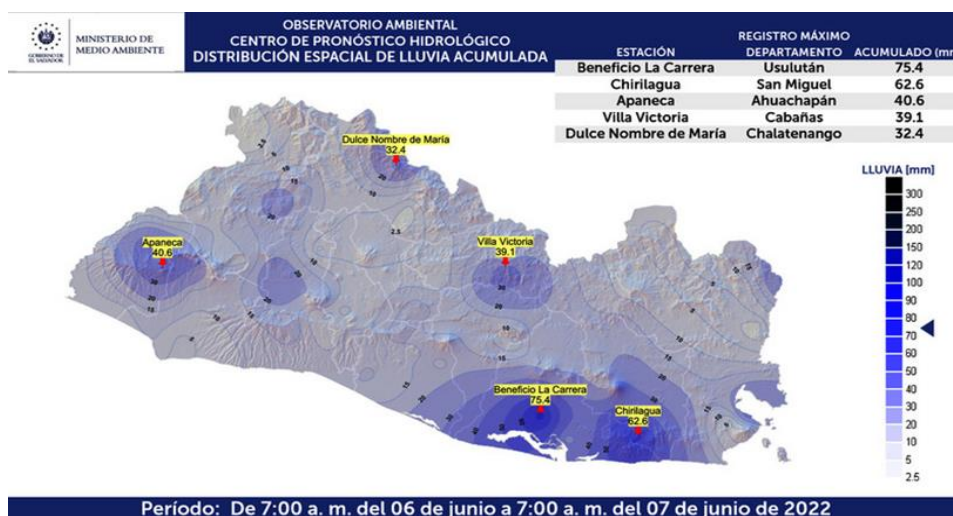 GOBIERNO DE
EL SALVADOR
MINISTERIO DE
MEDIO AMBIENTE
OBSERVATORIO AMBIENTAL
CENTRO DE PRONÓSTICO HIDROLÓGICO
DISTRIBUCIÓN ESPACIAL DE LLUVIA ACUMULADA
REGISTRO MÁXIMO
ESTACIÓN DEPARTAMENTO ACUMULADO (mm
Beneficio La Carrera Usulután 75.4
Chirilagua San Miguel 62.6
Apaneca Ahuachapán 40.6
Villa Victoria Cabañas 39.1
Dulce Nombre de María Chalatenango 32.4
Dulce Nombre de María
32.4
Apaneca
40.6
Villa Victoria
39.1
Beneficio La Carrera
75.4
Chirilagua
62.6
LLUVIA [mm]
300
250
200
150
120
100
90
80
70
60
50
40
30
20
10
5
2.5
Período: De 7:00 a. m. del 06 de junio a 7:00 a. m. del 07 de junio de 2022